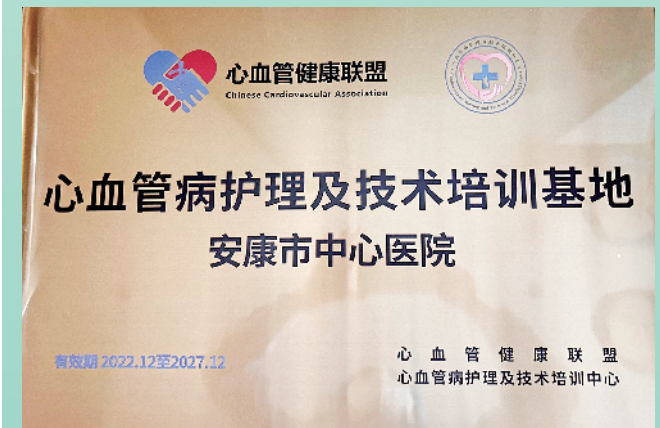 心血管健康联盟
Chinese Cardiovascular Association
心血管病护理及技术培训基地
安康市中心医院
有效期 2022.12至2027.12
心血管健康联盟
心血管病护理及技术培训中心